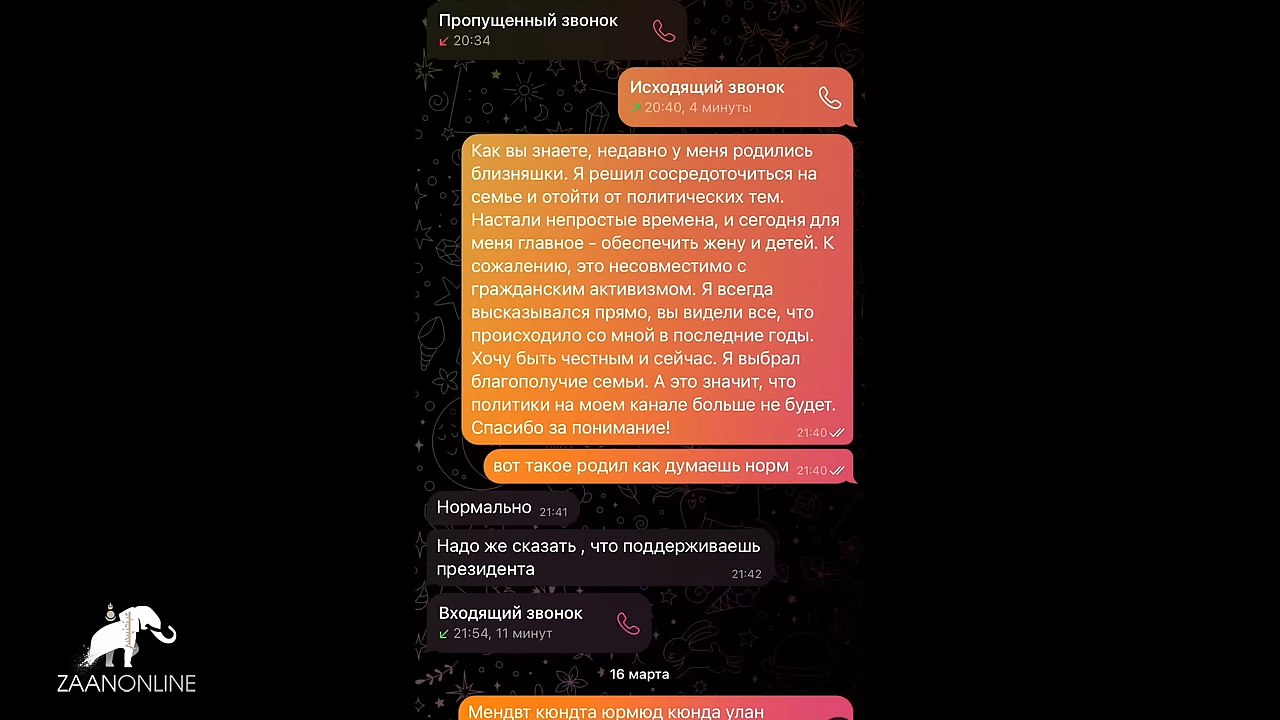 Пропущенный звонок
20:34
Исходящий звонок
20:40, 4 минуты
Как вы знаете, недавно у меня родились
близняшки. Я решил сосредоточиться на
семье и отойти от политических тем.
Настали непростые времена, и сегодня для
меня главное - обеспечить жену и детей. К
сожалению, это несовместимо с
гражданским активизмом. Я всегда
высказывался прямо, вы видели все, что
происходило со мной в последние годы.
Хочу быть честным и сейчас. Я выбрал
благополучие семьи. А это значит, что
политики на моем канале больше не будет.
Спасибо за понимание!
21:40
вот такое родил как думаешь норм 21:40
Нормально 21:41
Надо же сказать , что поддерживаешь
президента
21:42
Входящий звонок
21:54, 11 минут
16 марта
Мендвт кюндта юрмюд кюнда улан
ZAANONLINE